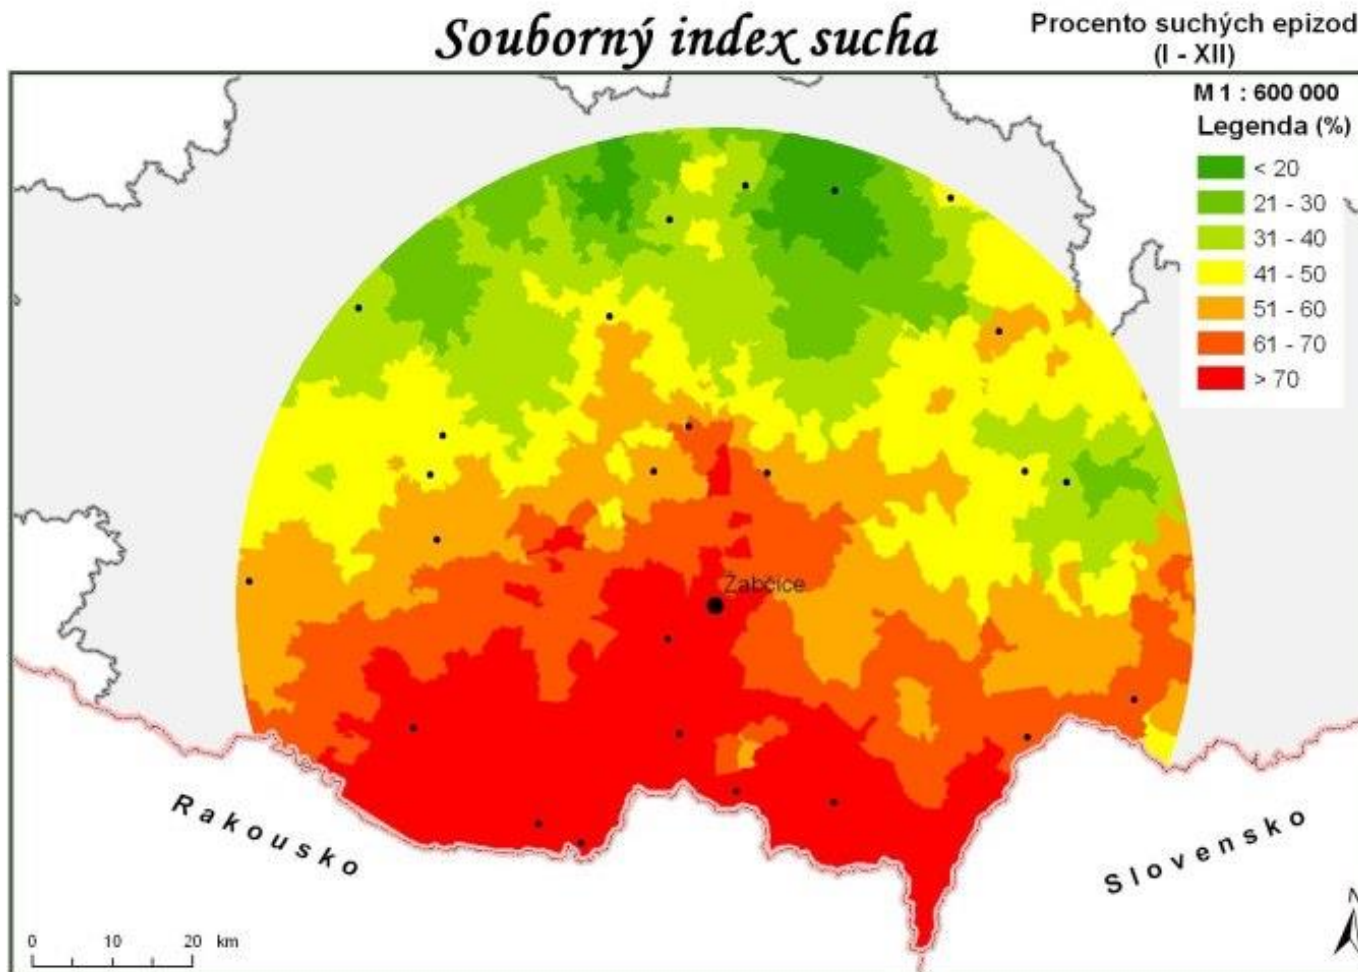 Souborný index sucha
Procento suchých epizod
(I - XII)
M 1 : 600 000
Legenda (%)
< 20
21 - 30
31 - 40
41 - 50
51 - 60
61 - 70
> 70
Žabčice
Rakousko
Slovensko
0 10 20 km
N